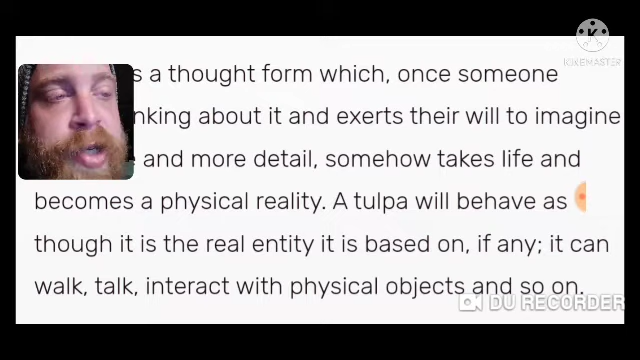 KINEMASTER
s a thought form which, once someone
nking about it and exerts their will to imagine
and more detail, somehow takes life and
becomes a physical reality. A tulpa will behave as
though it is the real entity it is based on, if any; it can
walk, talk, interact with physical objects and so on.
DU RECORDER